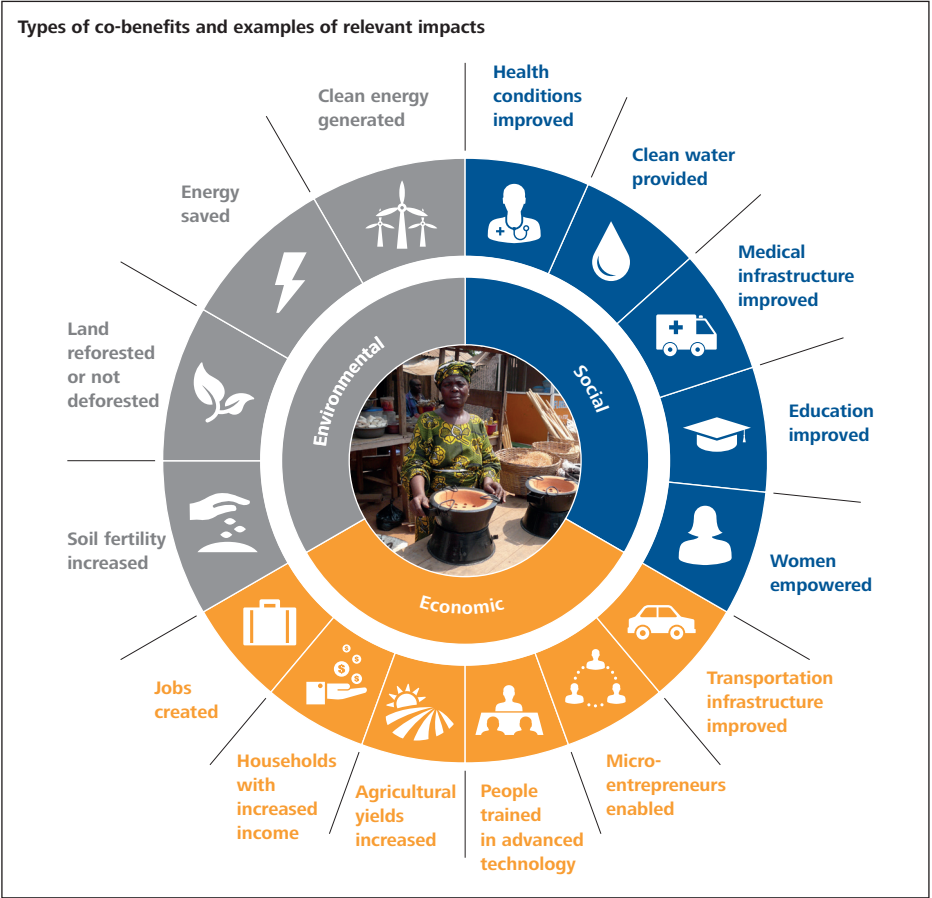 Types of co-benefits and examples of relevant impacts
Health
conditions
improved
Clean water
provided
Medical
infrastructure
improved
Education
improved
Women
empowered
Transportation
infrastructure
improved
Micro-
entrepreneurs
enabled
People
trained
in advanced
technology
Agricultural
yields
increased
Households
with
increased
income
Jobs
created
Soil fertility
increased
Land
reforested
or not
deforested
Energy
saved
Clean energy
generated
Environmental
Social
Economic